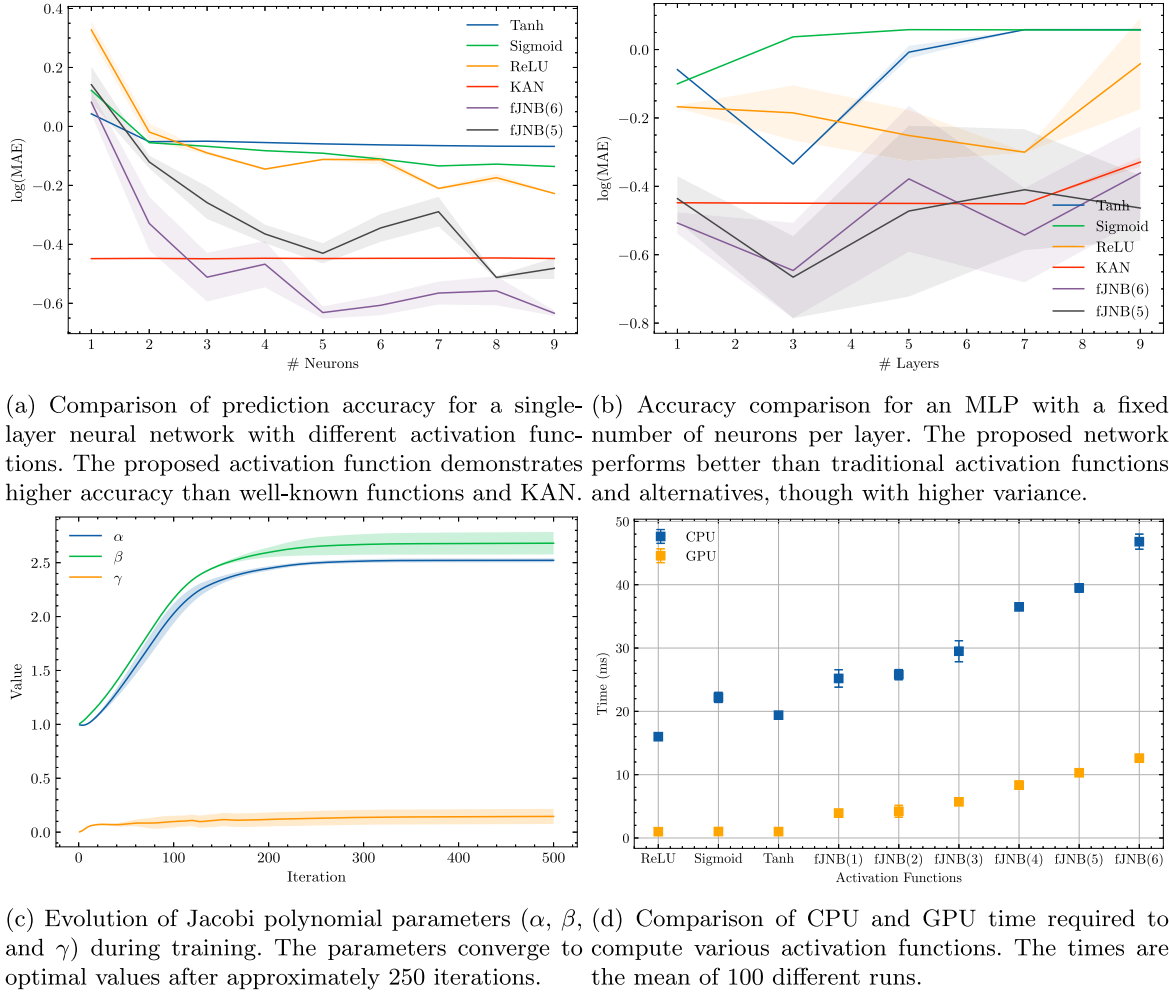 0.4
0.2
0.0
−0.2
−0.4
−0.6
log(MAE)
Tanh
Sigmoid
ReLU
KAN
fJNB(6)
fJNB(5)
1 2 3 4 5 6 7 8 9
# Neurons
0.0
−0.2
−0.4
−0.6
−0.8
log(MAE)
Tanh
Sigmoid
ReLU
KAN
fJNB(6)
fJNB(5)
1 2 3 4 5 6 7 8 9
# Layers
(a) Comparison of prediction accuracy for a single-
layer neural network with different activation func-
tions. The proposed activation function demonstrates
higher accuracy than well-known functions and KAN.
(b) Accuracy comparison for an MLP with a fixed
number of neurons per layer. The proposed network
performs better than traditional activation functions
and alternatives, though with higher variance.
α
β
γ
2.5
2.0
1.5
1.0
0.5
0.0
Value
0 100 200 300 400 500
Iteration
50
40
30
20
10
0
Time (ms)
CPU
GPU
ReLU Sigmoid Tanh fJNB(1) fJNB(2) fJNB(3) fJNB(4) fJNB(5) fJNB(6)
Activation Functions
(c) Evolution of Jacobi polynomial parameters (α, β,
and γ) during training. The parameters converge to
optimal values after approximately 250 iterations.
(d) Comparison of CPU and GPU time required to
compute various activation functions. The times are
the mean of 100 different runs.